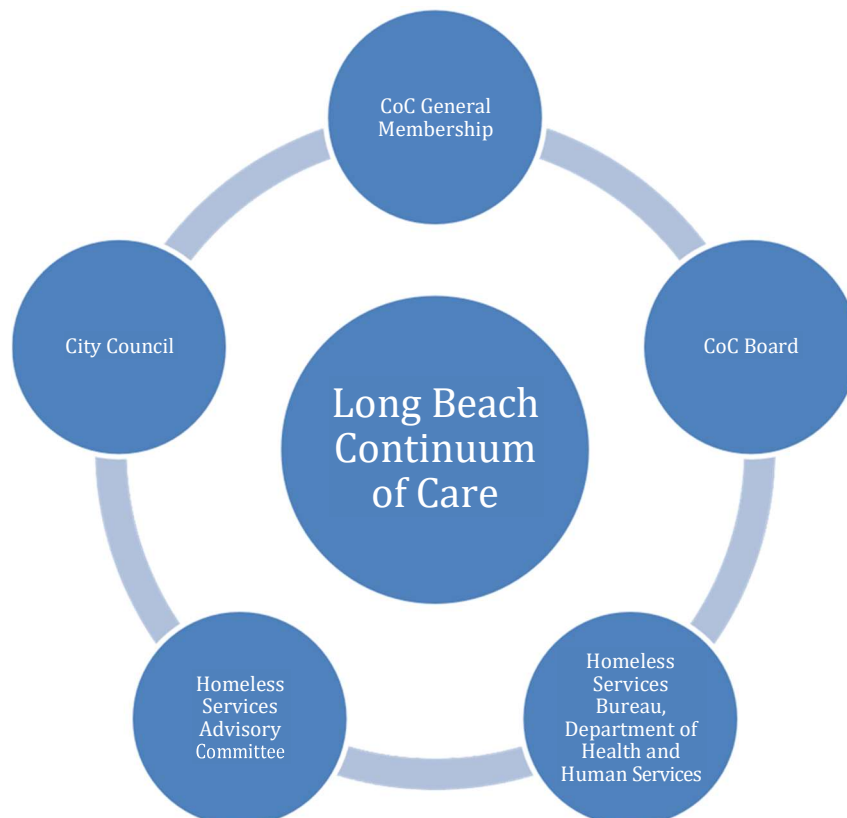 CoC General
Membership
City Council
CoC Board
Long Beach
Continuum
of Care
Homeless
Services
Advisory
Committee
Homeless
Services
Bureau,
Department of
Health and
Human Services